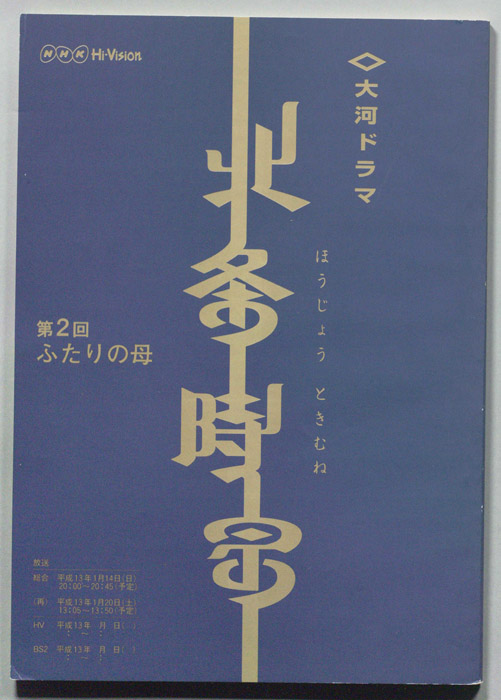 NHK Hi-Vision
大河ドラマ
北条時宗
ほうじょう ときむね
第2回
ふたりの母
放送
総合 平成13年1月14日(日)
20:00〜20:45(予定)
(再) 平成13年1月20日(土)
13:05〜13:50(予定)
HV 平成13年 月 日( )
: 〜 :
BS2 平成13年 月 日( )
: 〜 :